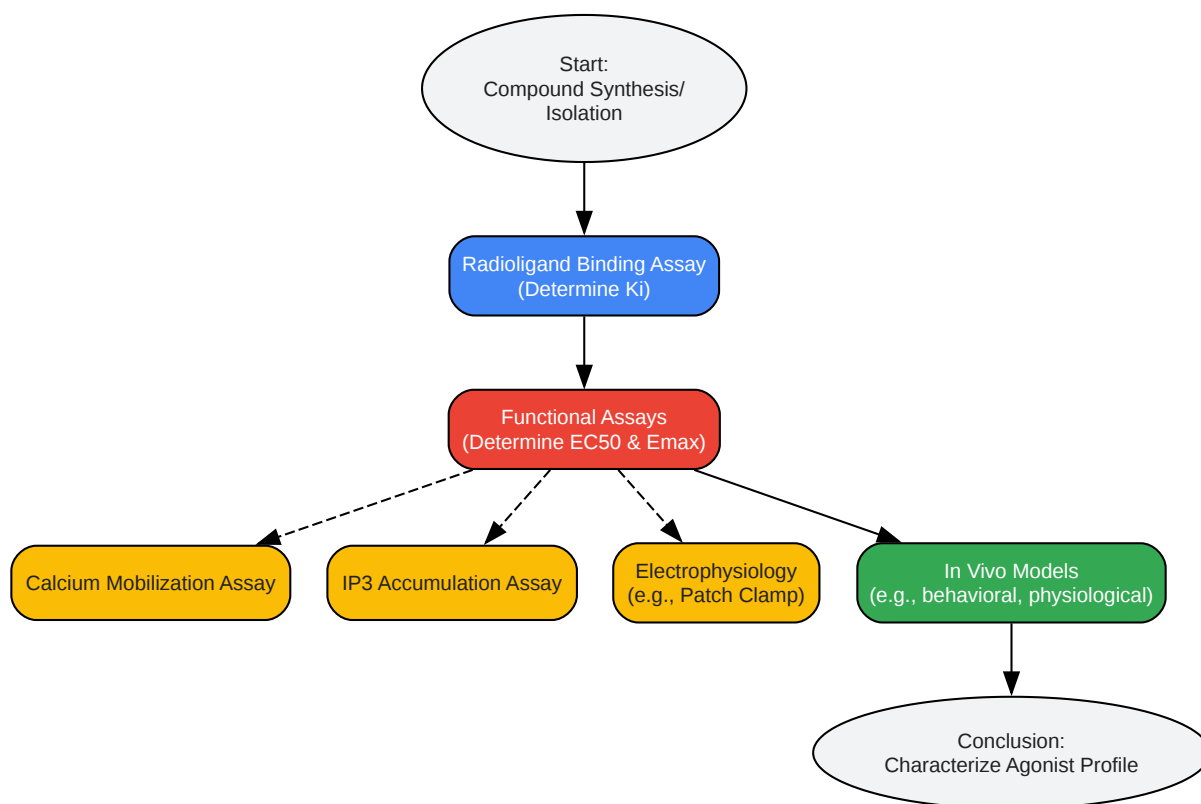 Start:
Compound Synthesis/
Isolation
Radioligand Binding Assay
(Determine Ki)
Functional Assays
(Determine EC50 & Emax)
Calcium Mobilization Assay
IP3 Accumulation Assay
Electrophysiology
(e.g., Patch Clamp)
In Vivo Models
(e.g., behavioral, physiological)
Conclusion:
Characterize Agonist Profile